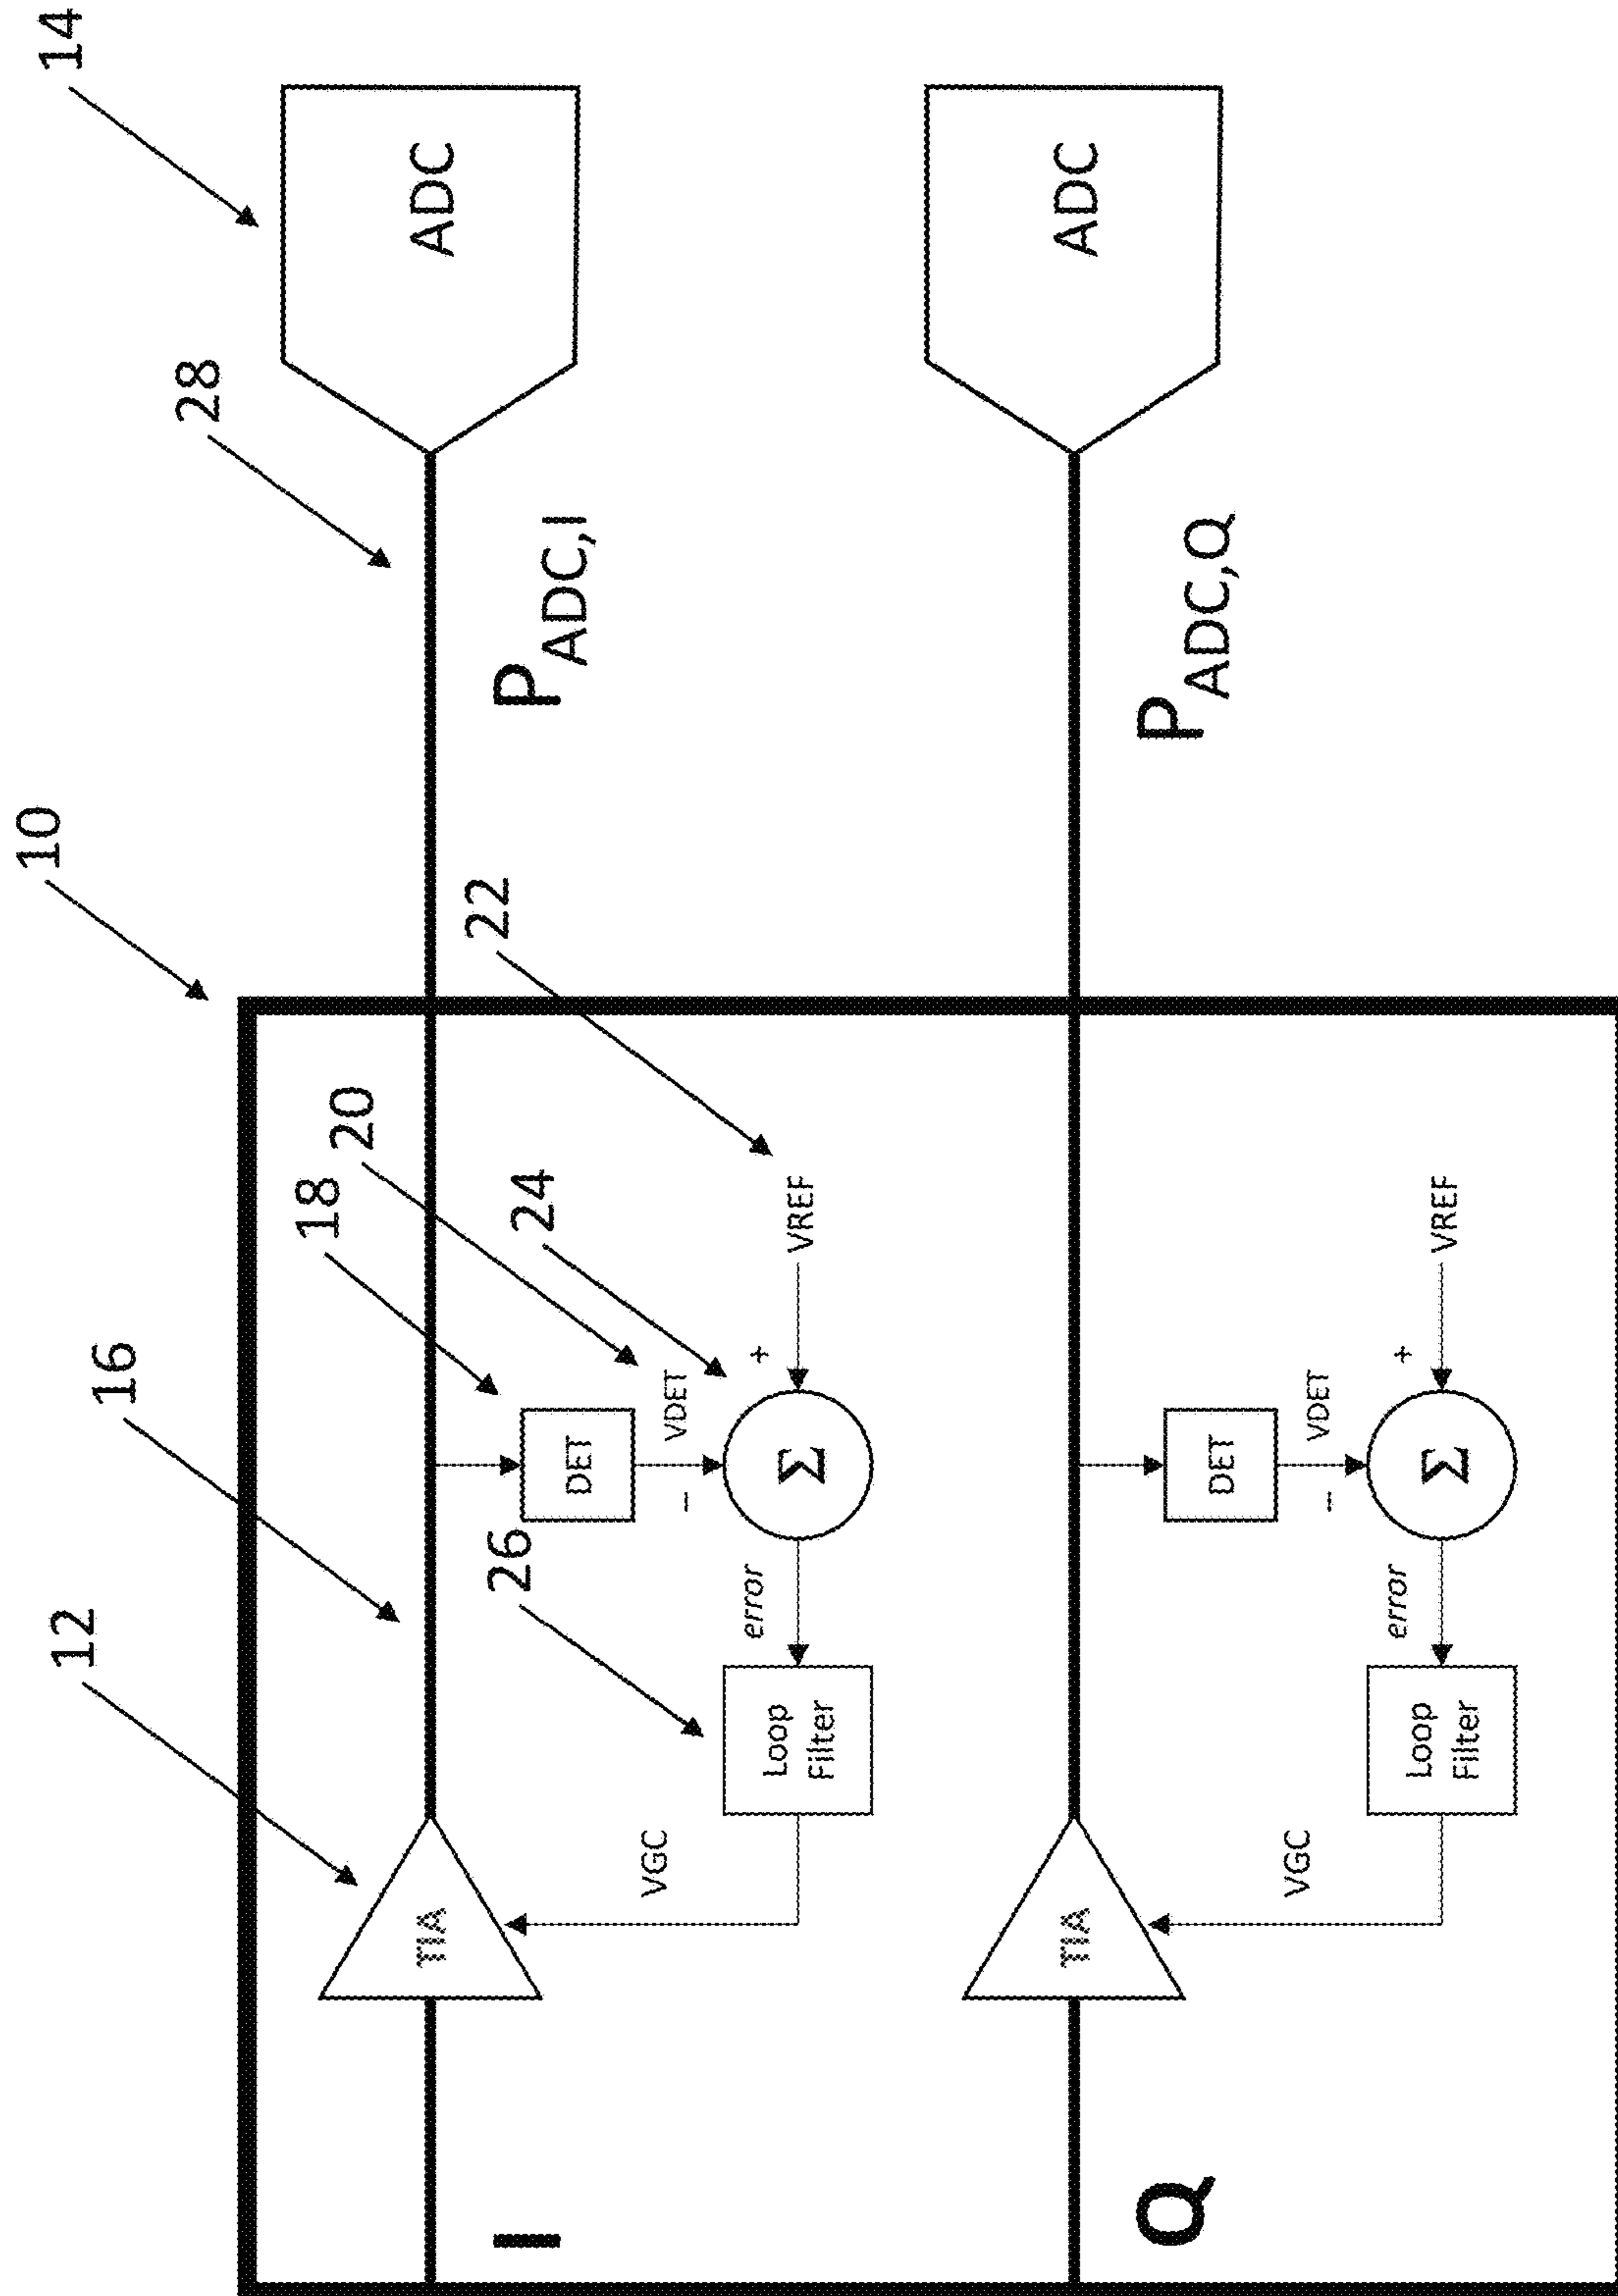 10
14
12
16
28
18
20
TIA
ADC
I
26
DET
24
22
P ADC,I
VGC
VDET
−
error
+
Loop
Filter
Σ
VREF
TIA
ADC
Q
DET
P ADC,Q
VGC
VDET
−
error
+
Loop
Filter
Σ
VREF